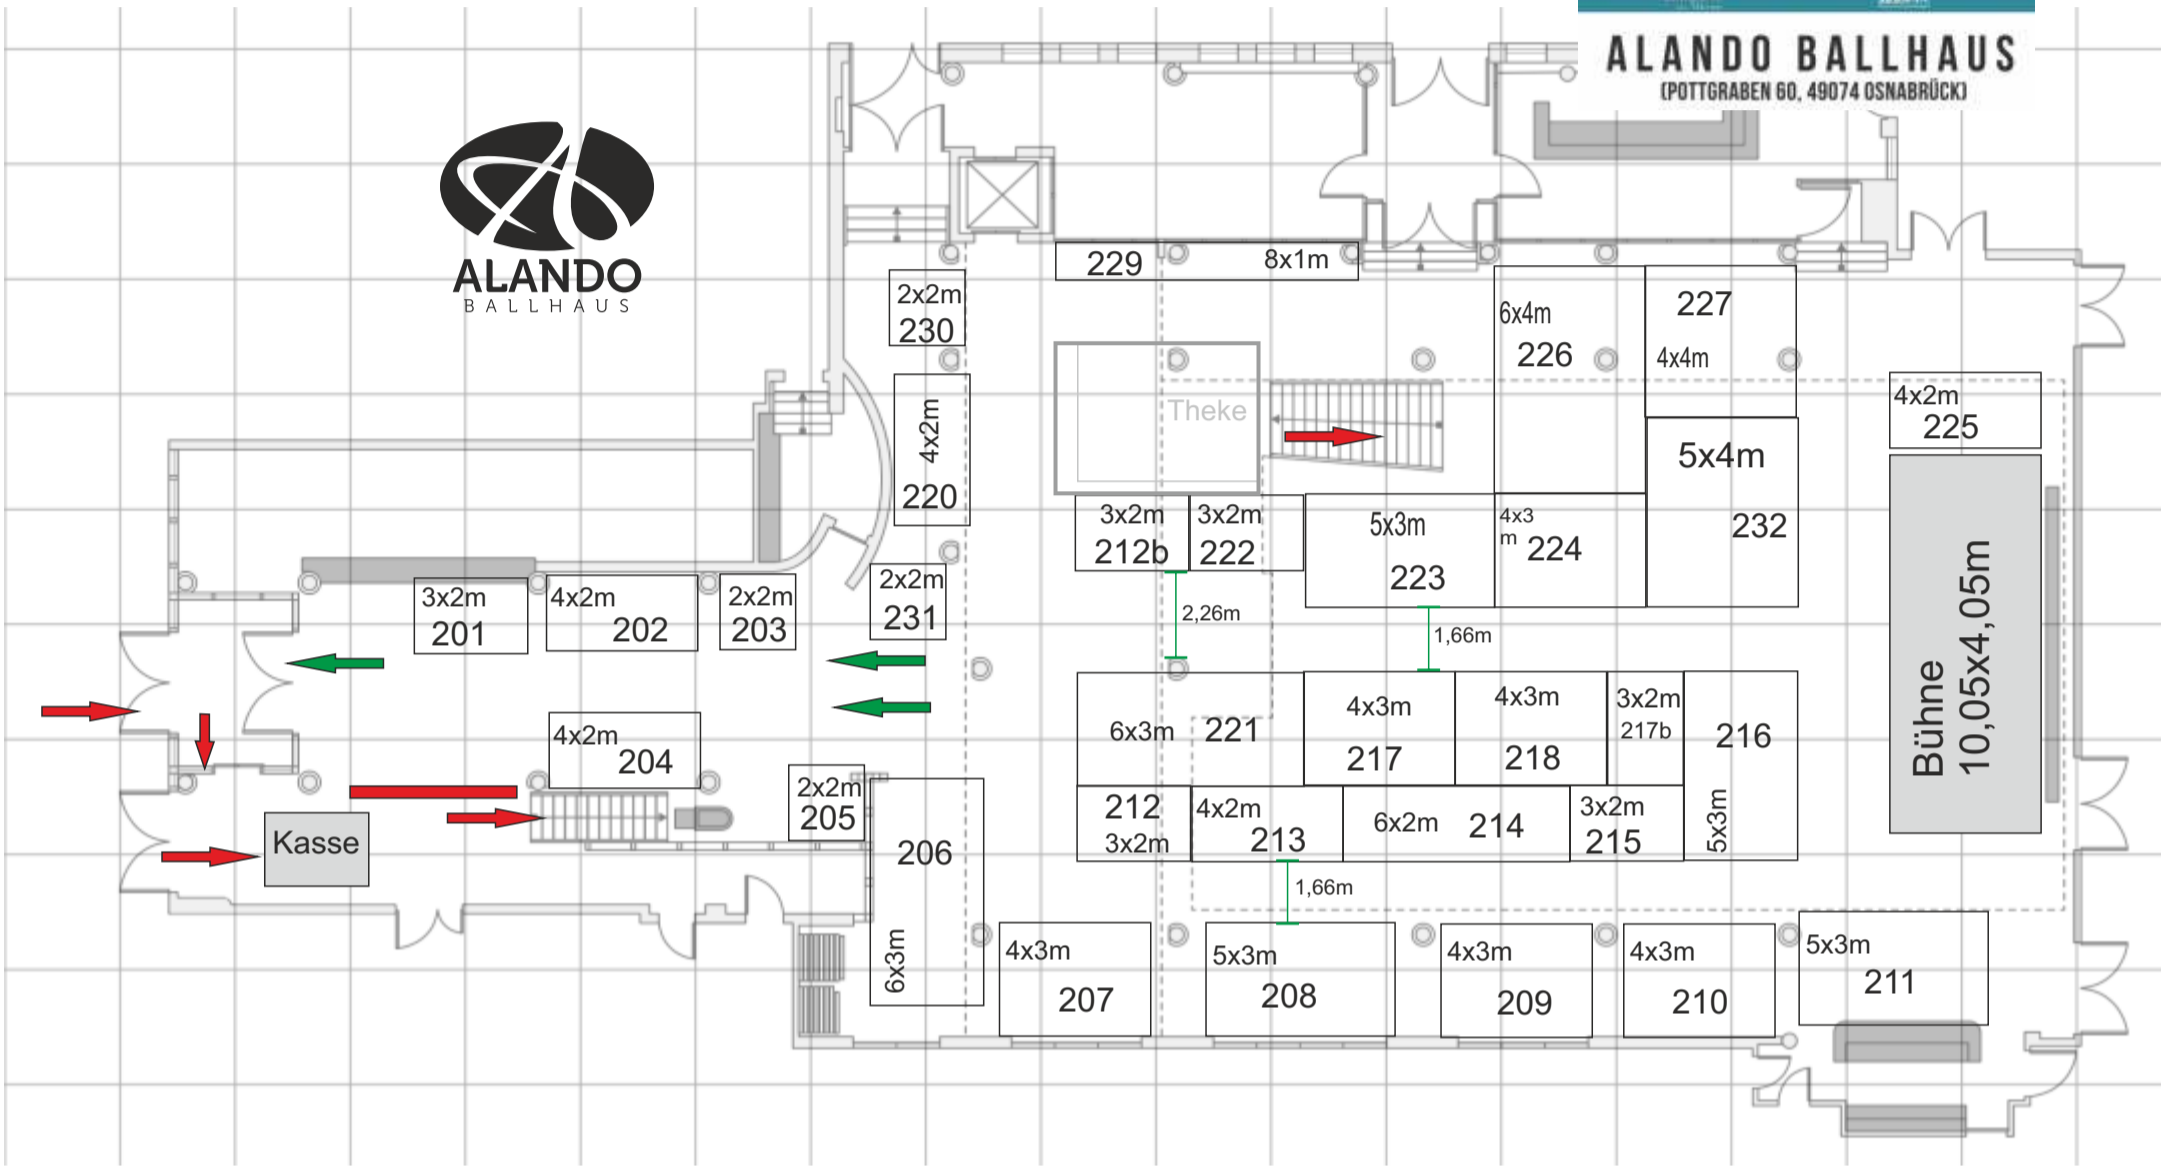 ALANDO BALLHAUS
(POTTGRABEN 60, 49074 OSNABRÜCK)
ALANDO
BALLHAUS
229
8x1m
2x2m
230
6x4m
226
227
4x4m
4x2m
220
Theke
4x2m
225
5x4m
232
3x2m
212b
3x2m
222
5x3m
223
4x3
m
224
Bühne
10,05x4,05m
3x2m
201
4x2m
202
2x2m
203
2x2m
231
2,26m
1,66m
4x2m
204
6x3m
221
4x3m
217
4x3m
218
3x2m
217b
216
5x3m
2x2m
205
212
3x2m
4x2m
213
6x2m
214
3x2m
215
Kasse
206
6x3m
1,66m
4x3m
207
5x3m
208
4x3m
209
4x3m
210
5x3m
211